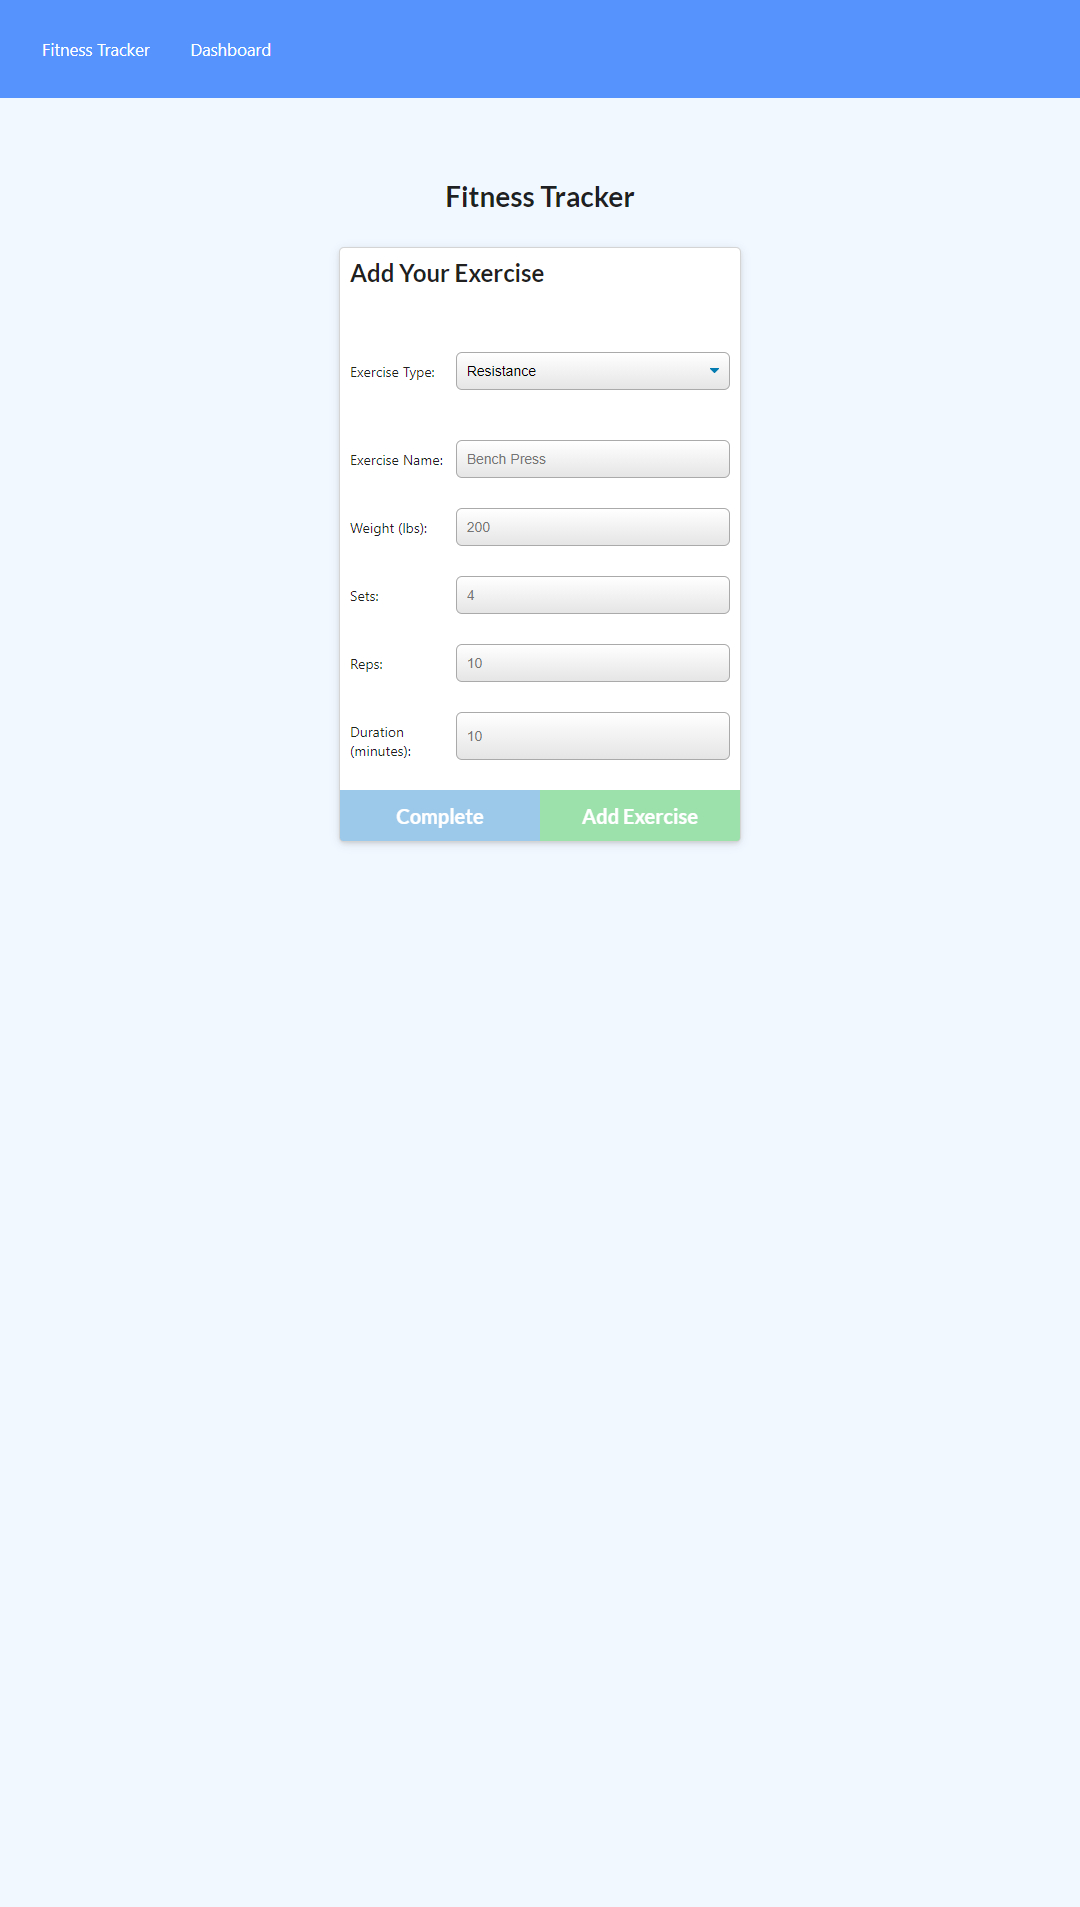 Fitness Tracker Dashboard
Fitness Tracker
Add Your Exercise
Exercise Type: Resistance
Exercise Name: Bench Press
Weight (lbs): 200
Sets: 4
Reps: 10
Duration (minutes): 10
Complete Add Exercise